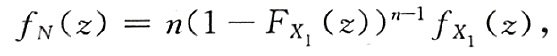 $f_N(z) = n(1 - F_{X_1}(z))^{n-1} f_{X_1}(z),$